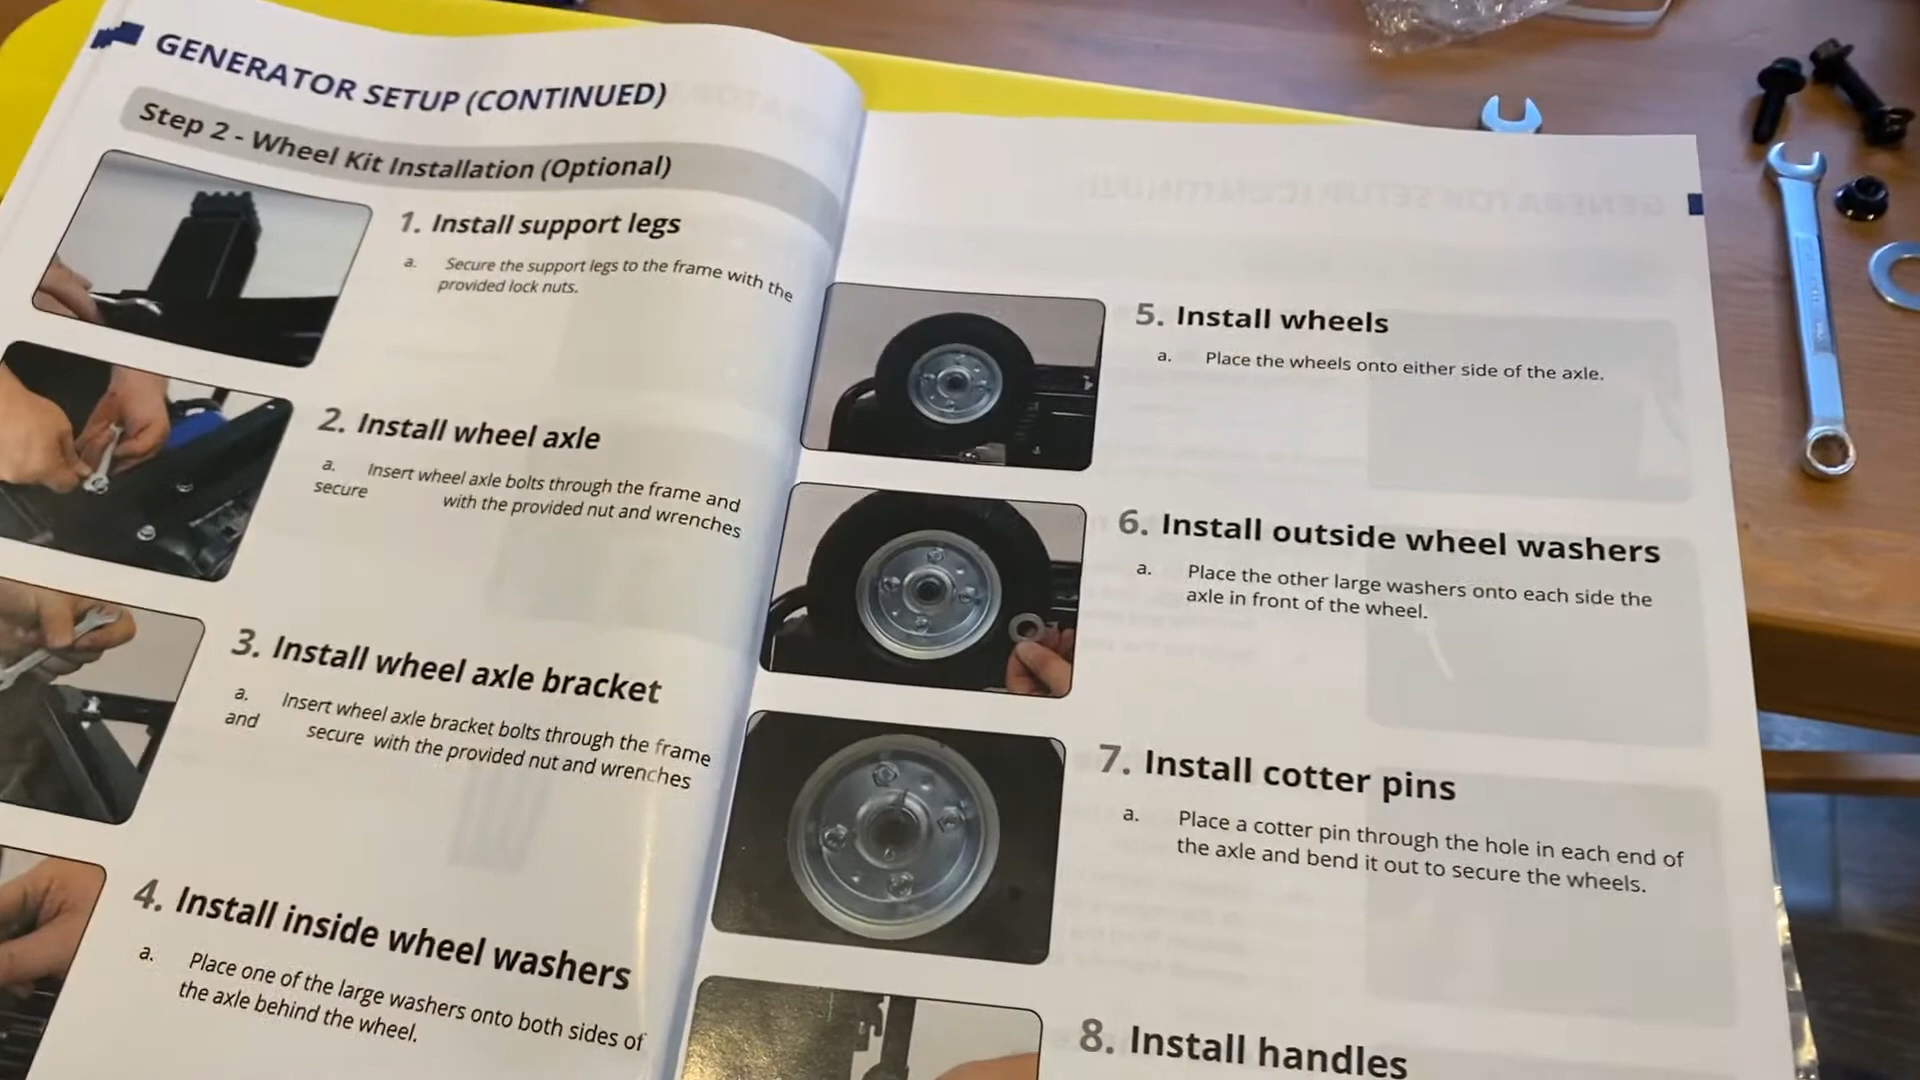 GENERATOR SETUP (CONTINUED)
Step 2 - Wheel Kit Installation (Optional)
1. Install support legs
a. Secure the support legs to the frame with the
provided lock nuts.
2. Install wheel axle
a. Insert wheel axle bolts through the frame and
secure with the provided nut and wrenches
3. Install wheel axle bracket
a. Insert wheel axle bracket bolts through the frame
and secure with the provided nut and wrenches
4. Install inside wheel washers
a. Place one of the large washers onto both sides of
the axle behind the wheel.
5. Install wheels
a. Place the wheels onto either side of the axle.
6. Install outside wheel washers
a. Place the other large washers onto each side the
axle in front of the wheel.
7. Install cotter pins
a. Place a cotter pin through the hole in each end of
the axle and bend it out to secure the wheels.
8. Install handles